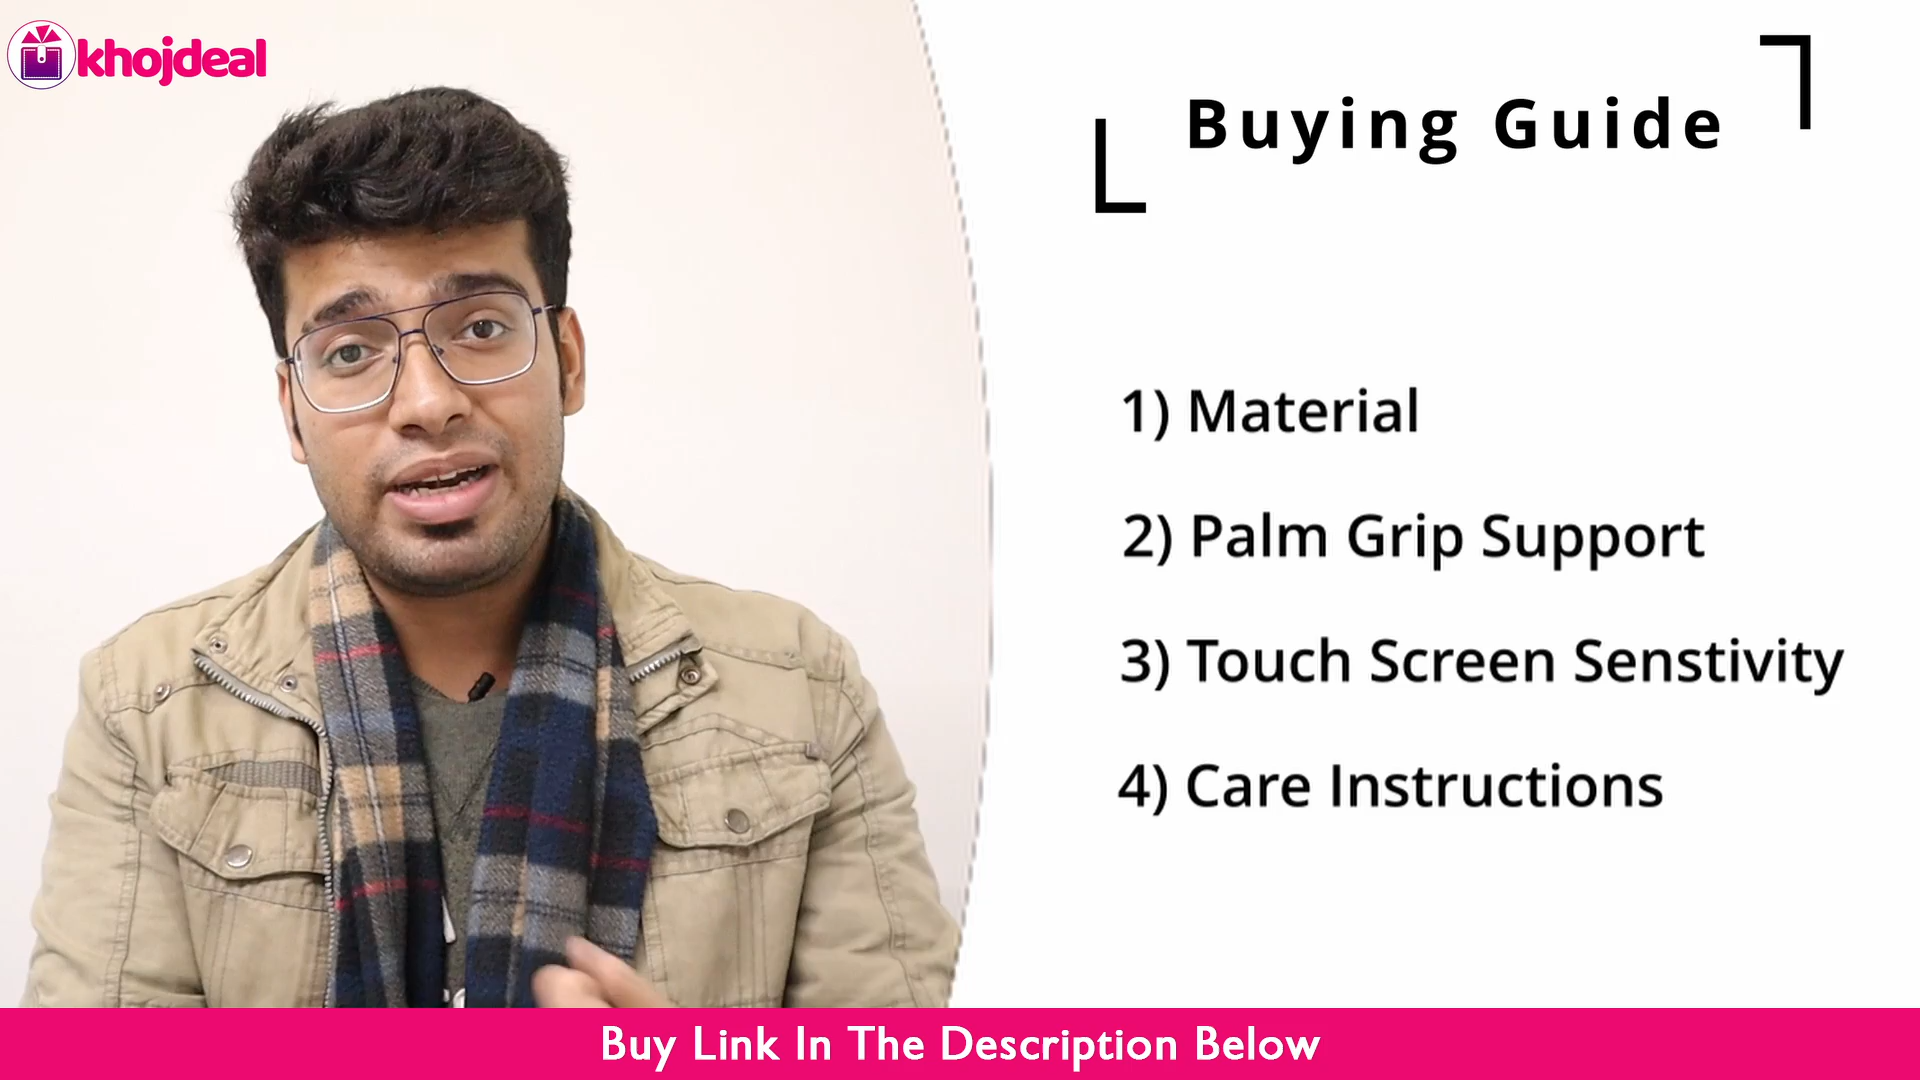 khojdeal
Buying Guide
1) Material
2) Palm Grip Support
3) Touch Screen Senstivity
4) Care Instructions
Buy Link In The Description Below